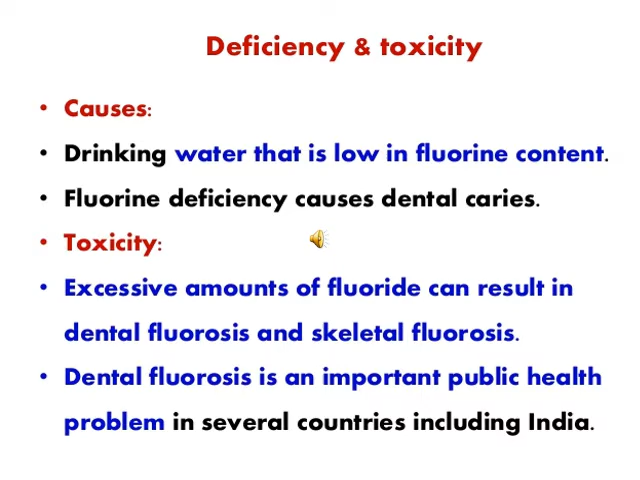 Deficiency & toxicity
• Causes:
• Drinking water that is low in fluorine content.
• Fluorine deficiency causes dental caries.
• Toxicity:
• Excessive amounts of fluoride can result in
dental fluorosis and skeletal fluorosis.
• Dental fluorosis is an important public health
problem in several countries including India.